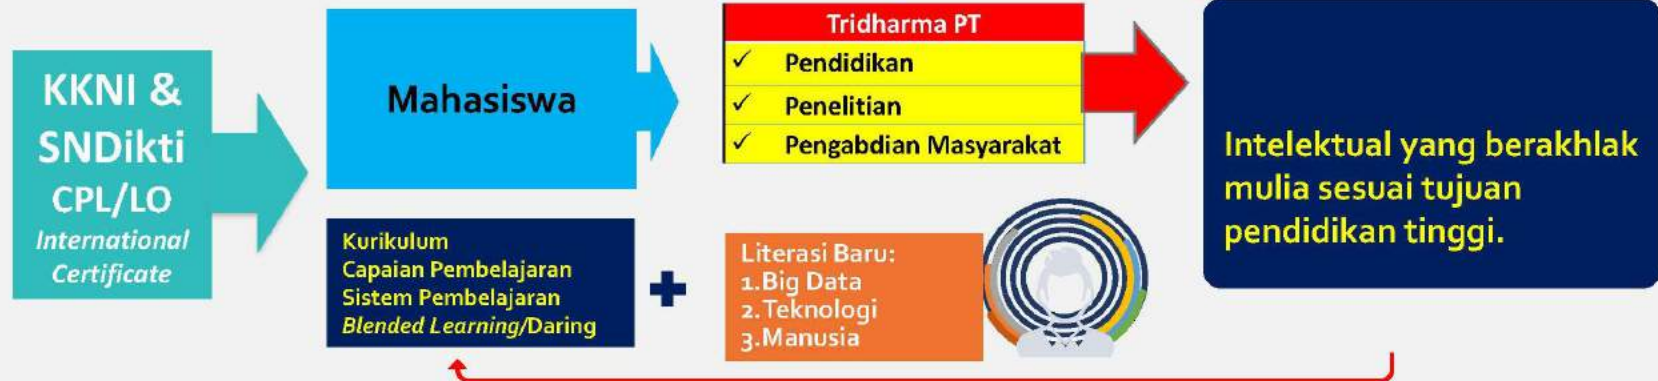 KKNI &
SNDikti
CPL/LO
International
Certificate
Mahasiswa
Kurikulum
Capaian Pembelajaran
Sistem Pembelajaran
Blended Learning/Daring
Tridharma PT
✓ Pendidikan
✓ Penelitian
✓ Pengabdian Masyarakat
+
Literasi Baru:
1.Big Data
2.Teknologi
3.Manusia
Intelektual yang berakhlak
mulia sesuai tujuan
pendidikan tinggi.